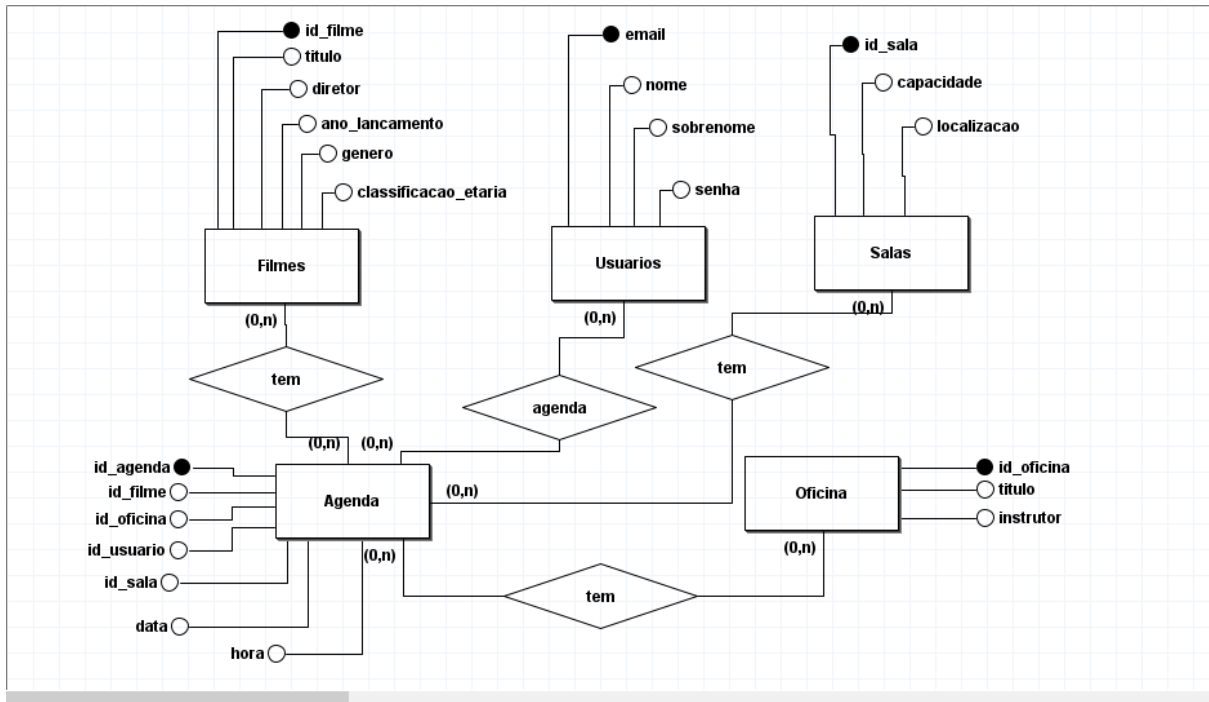 id_filme
titulo
diretor
ano_lancamento
genero
classificacao_etaria
Filmes
(0,n)
tem
(0,n)
email
nome
sobrenome
senha
Usuarios
(0,n)
agenda
(0,n)
id_sala
capacidade
localizacao
Salas
(0,n)
tem
(0,n)
id_agenda
id_filme
id_oficina
id_usuario
id_sala
data
hora
Agenda
(0,n)
tem
(0,n)
Oficina
id_oficina
titulo
instrutor